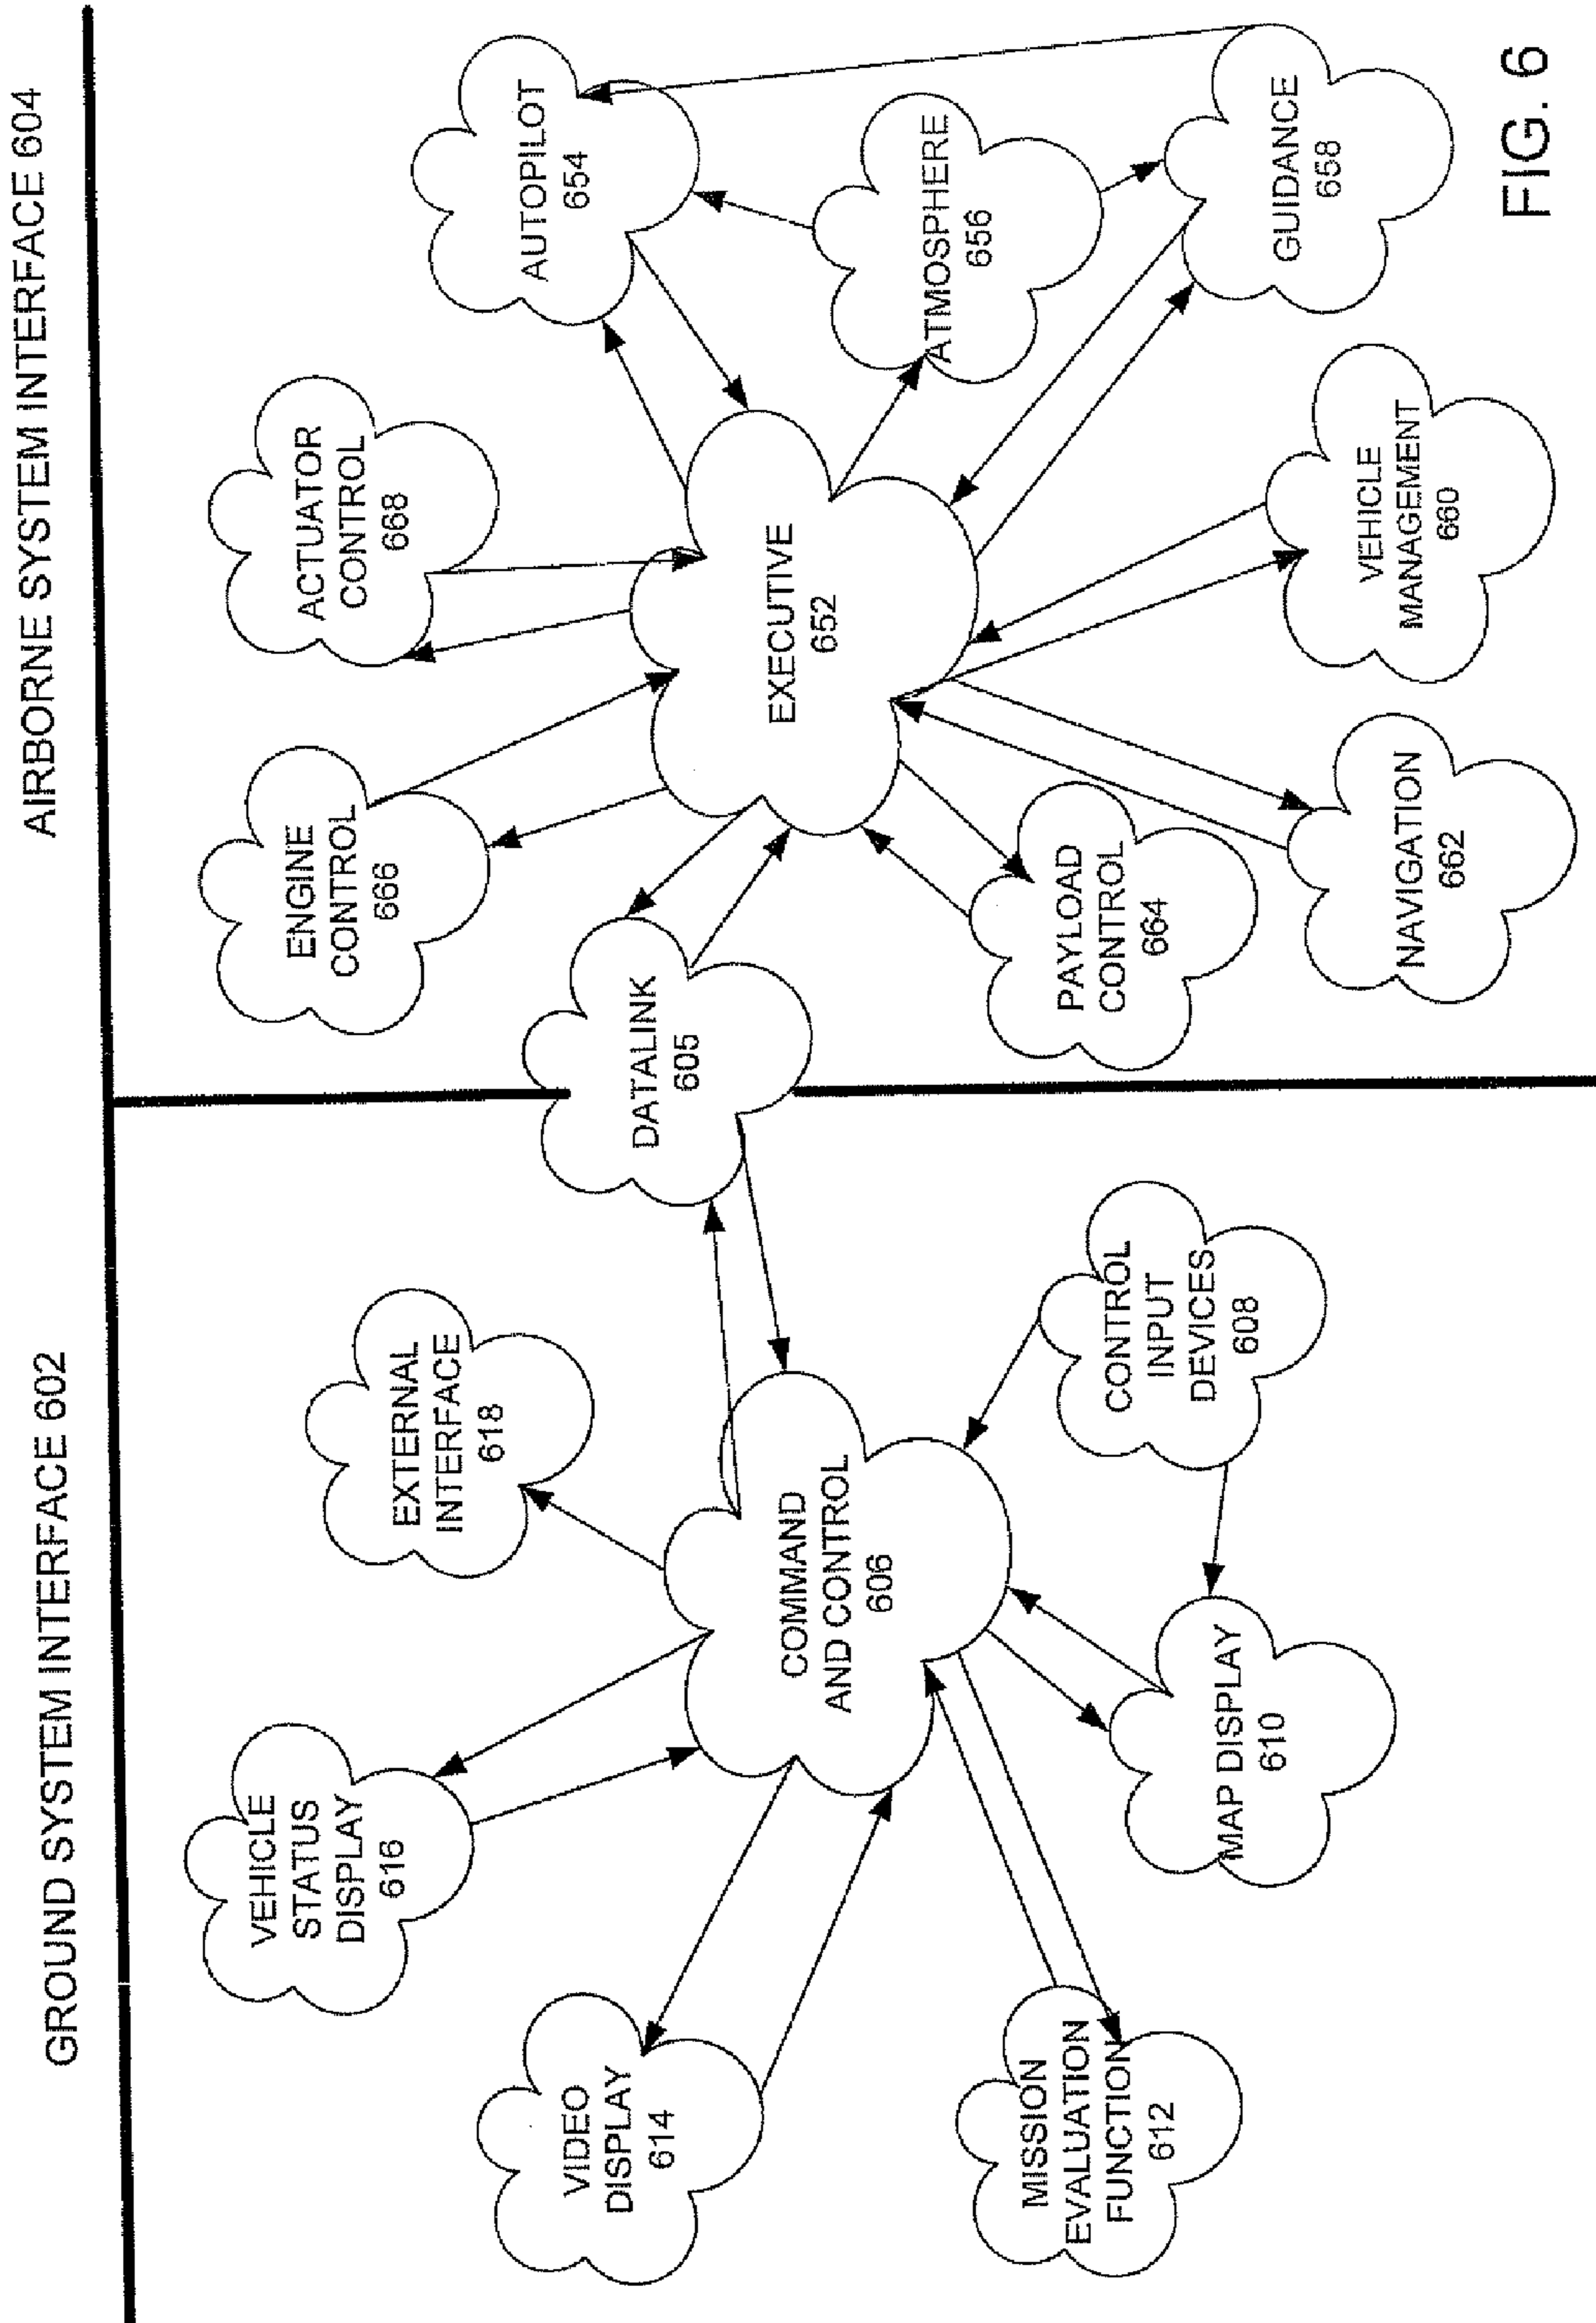 GROUND SYSTEM INTERFACE 602
AIRBORNE SYSTEM INTERFACE 604
VEHICLE
STATUS
DISPLAY
616
EXTERNAL
INTERFACE
618
VIDEO
DISPLAY
614
COMMAND
AND CONTROL
606
MISSION
EVALUATION
FUNCTION
612
MAP DISPLAY
610
CONTROL
INPUT
DEVICES
608
DATALINK
605
ENGINE
CONTROL
666
ACTUATOR
CONTROL
668
AUTOPILOT
654
EXECUTIVE
652
ATMOSPHERE
656
PAYLOAD
CONTROL
664
NAVIGATION
662
VEHICLE
MANAGEMENT
660
GUIDANCE
658
FIG. 6